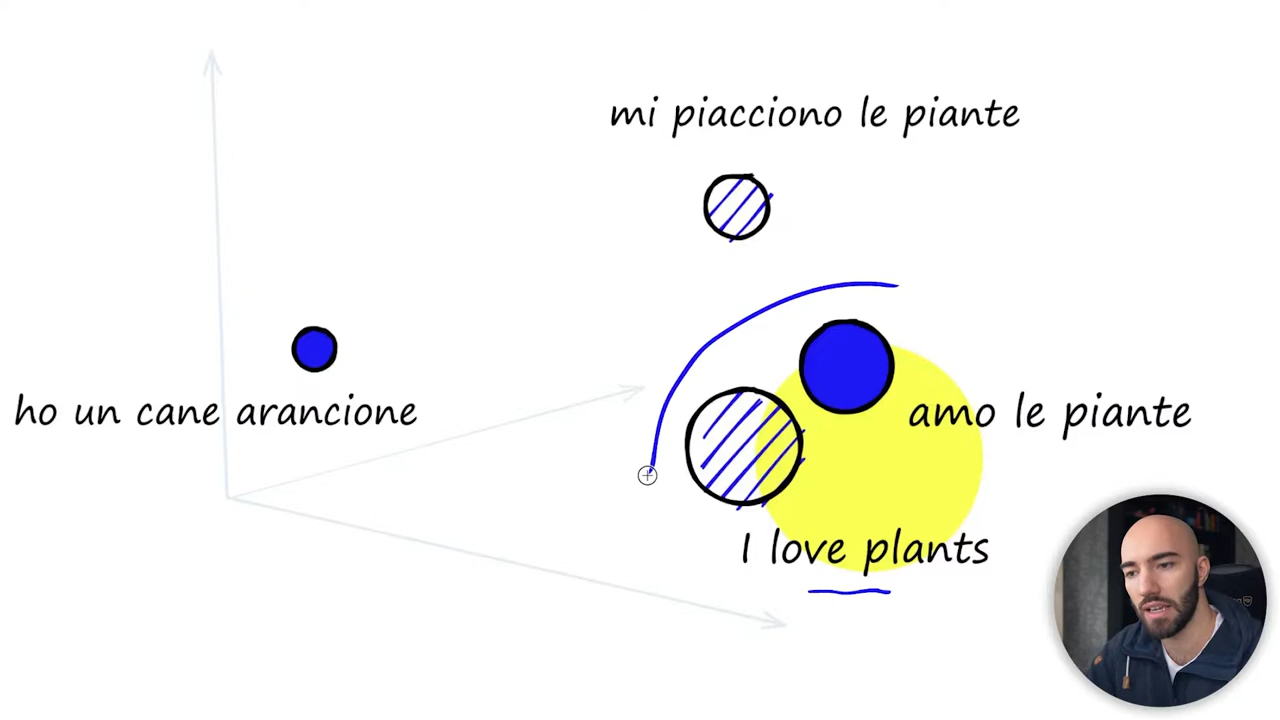 mi piacciono le piante
ho un cane arancione
amo le piante
I love plants